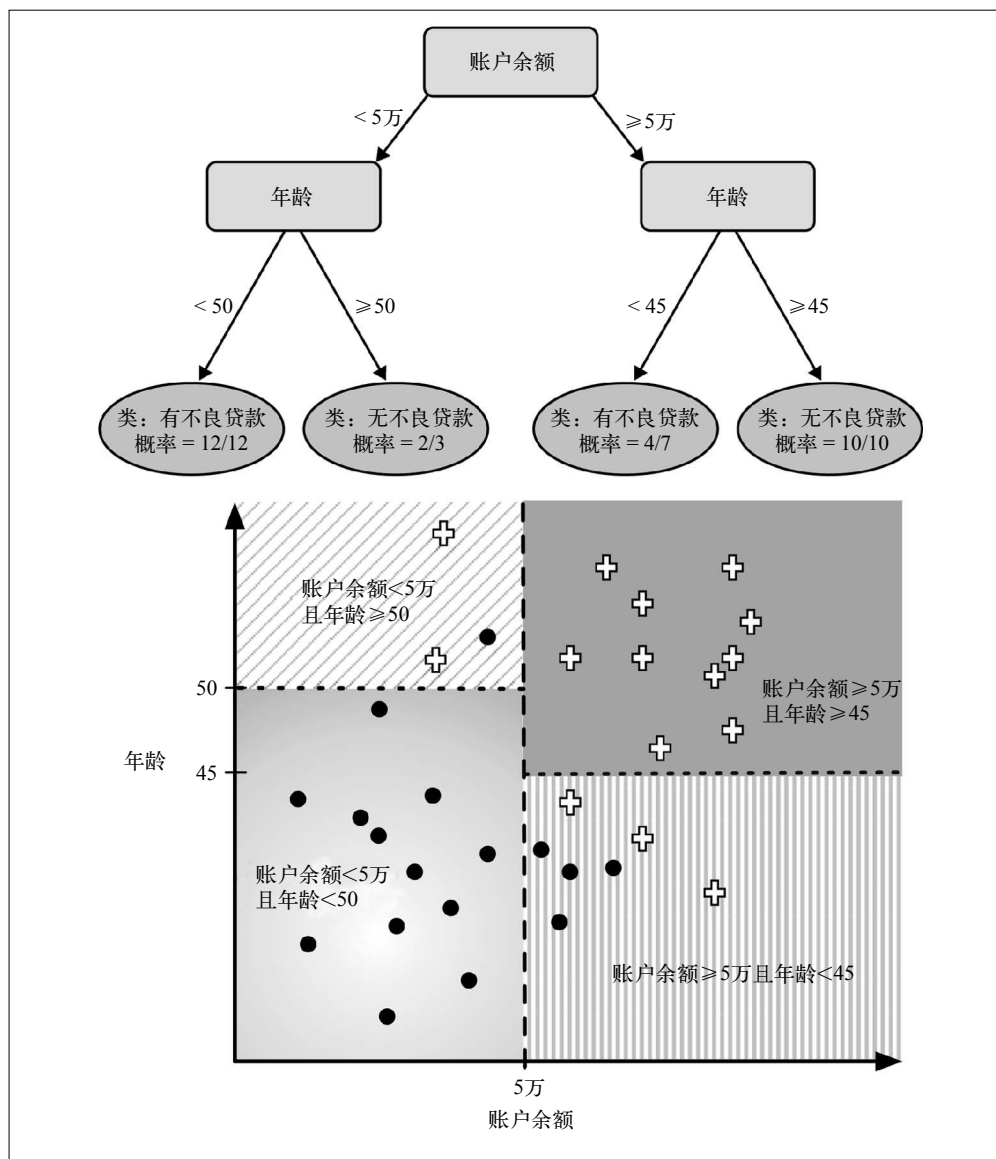 账户余额
< 5万
≥5万
年龄
年龄
< 50
≥50
< 45
≥45
类：有不良贷款
概率 = 12/12
类：无不良贷款
概率 = 2/3
类：有不良贷款
概率 = 4/7
类：无不良贷款
概率 = 10/10
账户余额<5万
且年龄≥50
账户余额≥5万
且年龄≥45
50
年龄
45
账户余额<5万
且年龄<50
账户余额≥5万且年龄<45
5万
账户余额